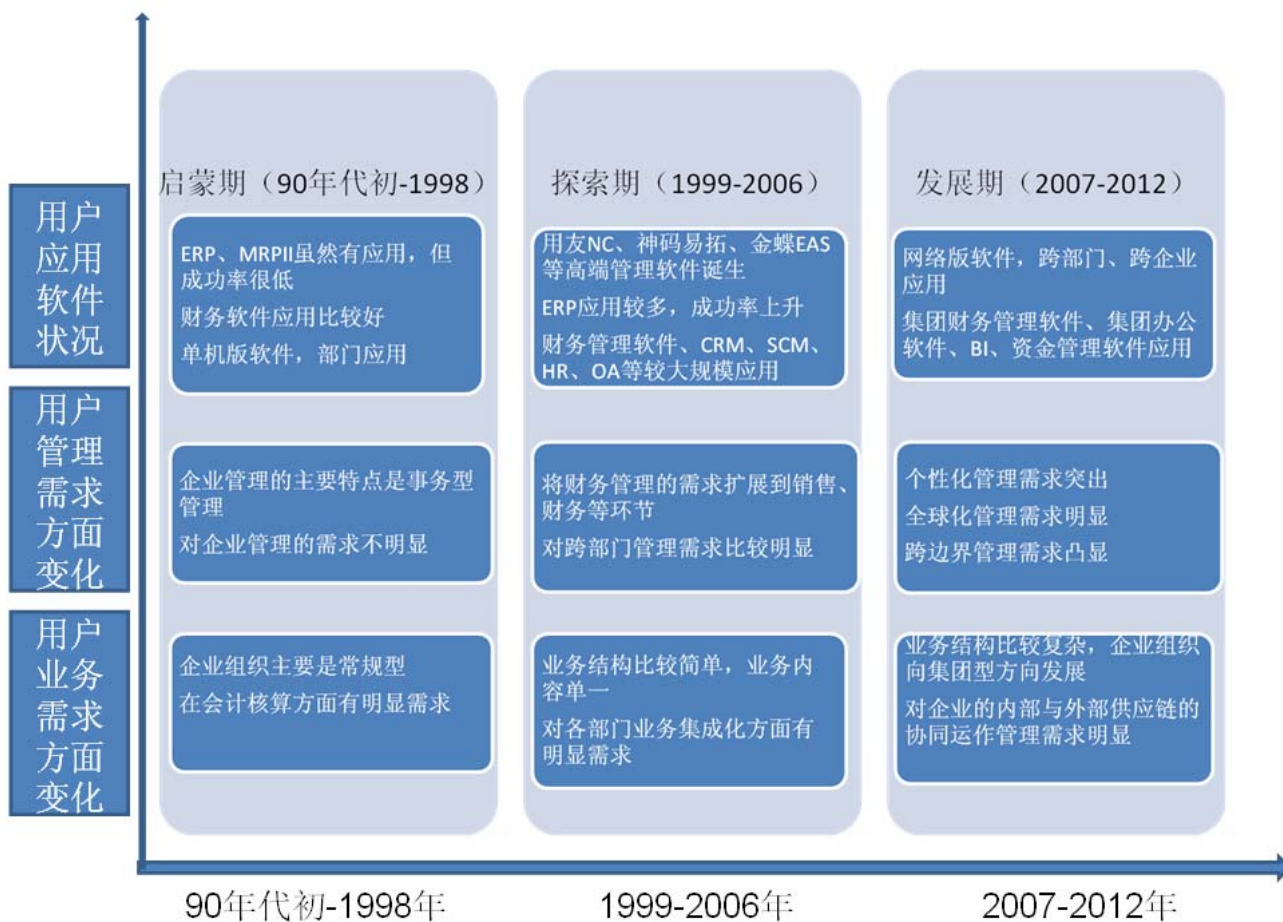 启蒙期（90年代初-1998）
探索期（1999-2006）
发展期（2007-2012）
用户
应用
软件
状况
ERP、MRPII虽然有应用，但
成功率很低
财务软件应用比较好
单机版软件，部门应用
用友NC、神码易拓、金蝶EAS
等高端管理软件诞生
ERP应用较多，成功率上升
财务管理软件、CRM、SCM、
HR、OA等较大规模应用
网络版软件，跨部门、跨企业
应用
集团财务管理软件、集团办公
软件、BI、资金管理软件应用
用户
管理
需求
方面
变化
企业管理的主要特点是事务型
管理
对企业管理的需求不明显
将财务管理的需求扩展到销售、
财务等环节
对跨部门管理需求比较明显
个性化管理需求突出
全球化管理需求明显
跨边界管理需求凸显
用户
业务
需求
方面
变化
企业组织主要是常规型
在会计核算方面有明显需求
业务结构比较简单，业务内
容单一
对各部门业务集成化方面有
明显需求
业务结构比较复杂，企业组织
向集团型方向发展
对企业的内部与外部供应链的
协同运作管理需求明显
90年代初-1998年
1999-2006年
2007-2012年